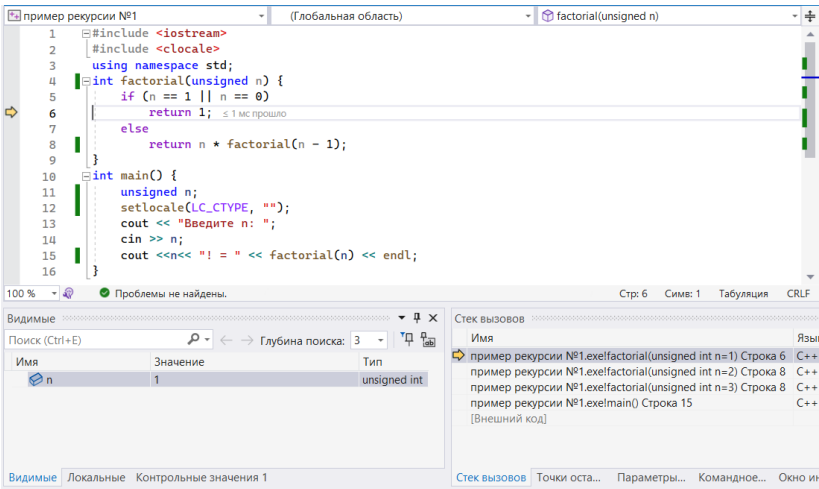 пример рекурсии №1 (Глобальная область) factorial(unsigned n)
1 #include <iostream>
2 #include <clocale>
3 using namespace std;
4 int factorial(unsigned n) {
5 if (n == 1 || n == 0)
6 return 1; ≤ 1 мс прошло
7 else
8 return n * factorial(n - 1);
9 }
10 int main() {
11 unsigned n;
12 setlocale(LC_CTYPE, "");
13 cout << "Введите n: ";
14 cin >> n;
15 cout <<n<< "! = " << factorial(n) << endl;
16 }
100 % Проблемы не найдены. Стр: 6 Симв: 1 Табуляция CRLF
Видимые
Поиск (Ctrl+E) Глубина поиска: 3
Имя Значение Тип
n 1 unsigned int
Видимые Локальные Контрольные значения 1
Стек вызовов
Имя Язы
пример рекурсии №1.exe!factorial(unsigned int n=1) Строка 6 C++
пример рекурсии №1.exe!factorial(unsigned int n=2) Строка 8 C++
пример рекурсии №1.exe!factorial(unsigned int n=3) Строка 8 C++
пример рекурсии №1.exe!main() Строка 15 C++
[Внешний код]
Стек вызовов Точки оста... Параметры... Командное... Окно ин